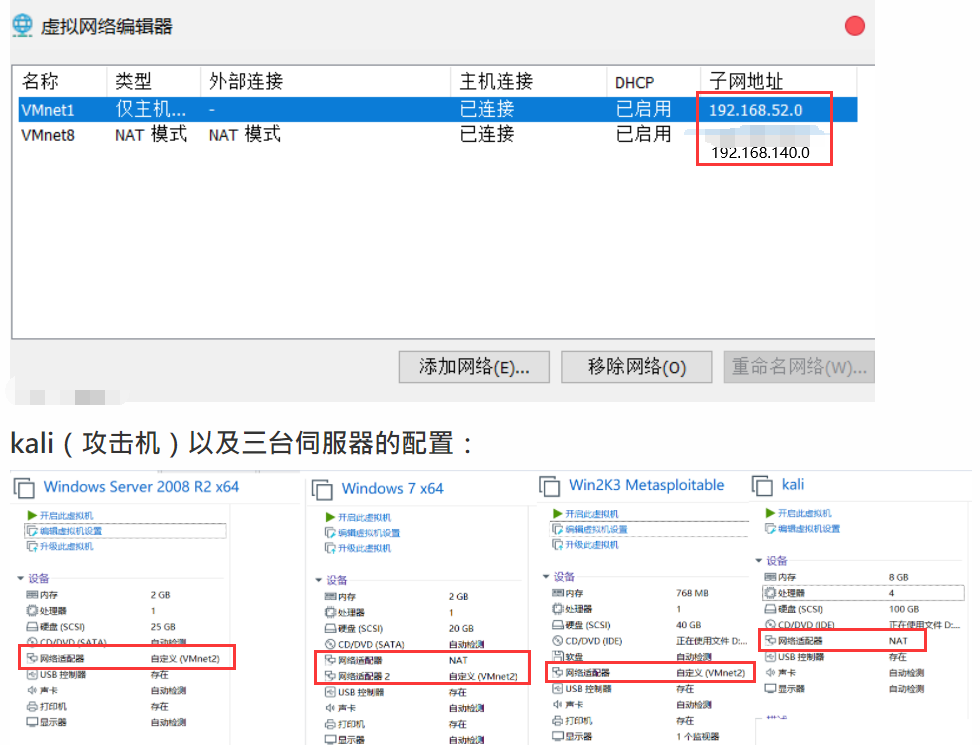 虚拟网络编辑器
名称 类型 外部连接 主机连接 DHCP 子网地址
VMnet1 仅主机... - 已连接 已启用 192.168.52.0
VMnet8 NAT 模式 NAT 模式 已连接 已启用 192.168.140.0
添加网络(E)... 移除网络(O) 重命名网络(W)...
kali（攻击机）以及三台伺服器的配置：
Windows Server 2008 R2 x64
开启此虚拟机
编辑虚拟机设置
升级此虚拟机
设备
内存 2 GB
处理器 1
硬盘 (SCSI) 25 GB
CD/DVD (SATA) 自动检测
网络适配器 自定义 (VMnet2)
USB 控制器 存在
声卡 自动检测
打印机 存在
显示器 自动检测
Windows 7 x64
开启此虚拟机
编辑虚拟机设置
升级此虚拟机
设备
内存 2 GB
处理器 1
硬盘 (SCSI) 20 GB
CD/DVD (SATA) 自动检测
网络适配器 NAT
网络适配器 2 自定义 (VMnet2)
USB 控制器 存在
声卡 自动检测
打印机 存在
显示器 自动检测
Win2K3 Metasploitable
开启此虚拟机
编辑虚拟机设置
升级此虚拟机
设备
内存 768 MB
处理器 1
硬盘 (SCSI) 40 GB
CD/DVD (IDE) 正在使用文件 D:...
软盘 自动检测
网络适配器 自定义 (VMnet2)
USB 控制器 存在
声卡 自动检测
打印机 存在
显示器 1 个监视器
kali
开启此虚拟机
编辑虚拟机设置
设备
内存 8 GB
处理器 4
硬盘 (SCSI) 100 GB
CD/DVD (IDE) 正在使用文件 D:...
网络适配器 NAT
USB 控制器 存在
声卡 自动检测
显示器 自动检测